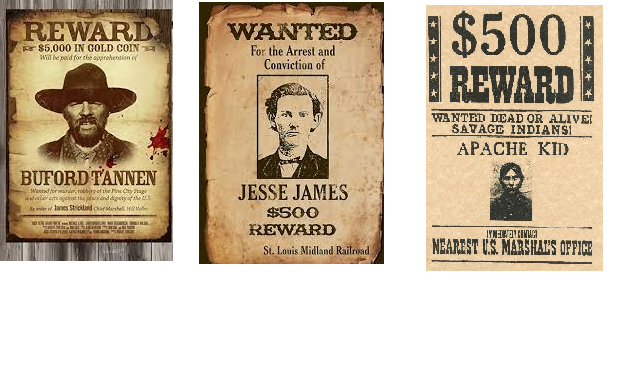 REWARD
$5,000 IN GOLD COIN
Will be paid for the apprehension of
BUFORD TANNEN
Wanted for murder, robbery of the Pine City Stage
and other acts against the peace and dignity of the U.S.
By order of James Strickland Chief Marshall, Hill Valley
WANTED
For the Arrest and
Conviction of
JESSE JAMES
$500
REWARD
St. Louis Midland Railroad
$500
REWARD
WANTED DEAD OR ALIVE!
SAVAGE INDIANS!
APACHE KID
IMMEDIATELY CONTACT
NEAREST U.S. MARSHAL'S OFFICE